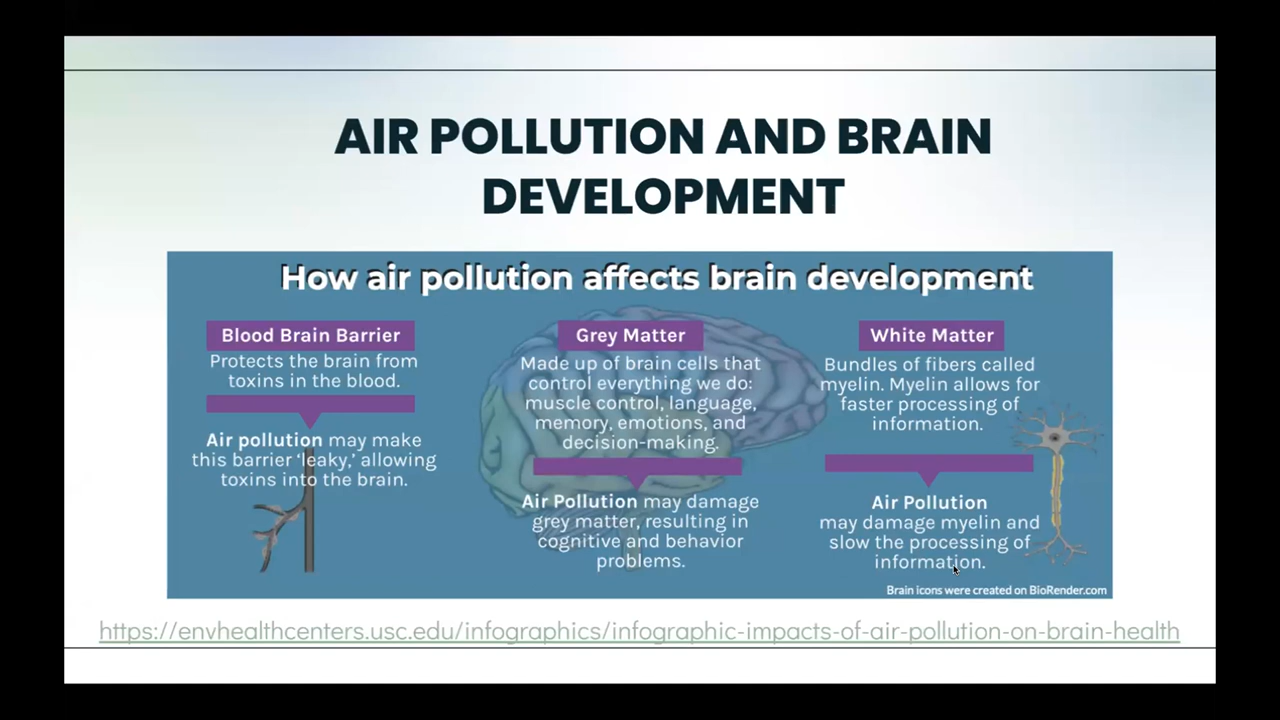 AIR POLLUTION AND BRAIN
DEVELOPMENT
How air pollution affects brain development
Blood Brain Barrier
Protects the brain from
toxins in the blood.
Air pollution may make
this barrier ‘leaky,’ allowing
toxins into the brain.
Grey Matter
Made up of brain cells that
control everything we do:
muscle control, language,
memory, emotions, and
decision-making.
Air Pollution may damage
grey matter, resulting in
cognitive and behavior
problems.
White Matter
Bundles of fibers called
myelin. Myelin allows for
faster processing of
information.
Air Pollution
may damage myelin and
slow the processing of
information.
Brain icons were created on BioRender.com
https://envhealthcenters.usc.edu/infographics/infographic-impacts-of-air-pollution-on-brain-health